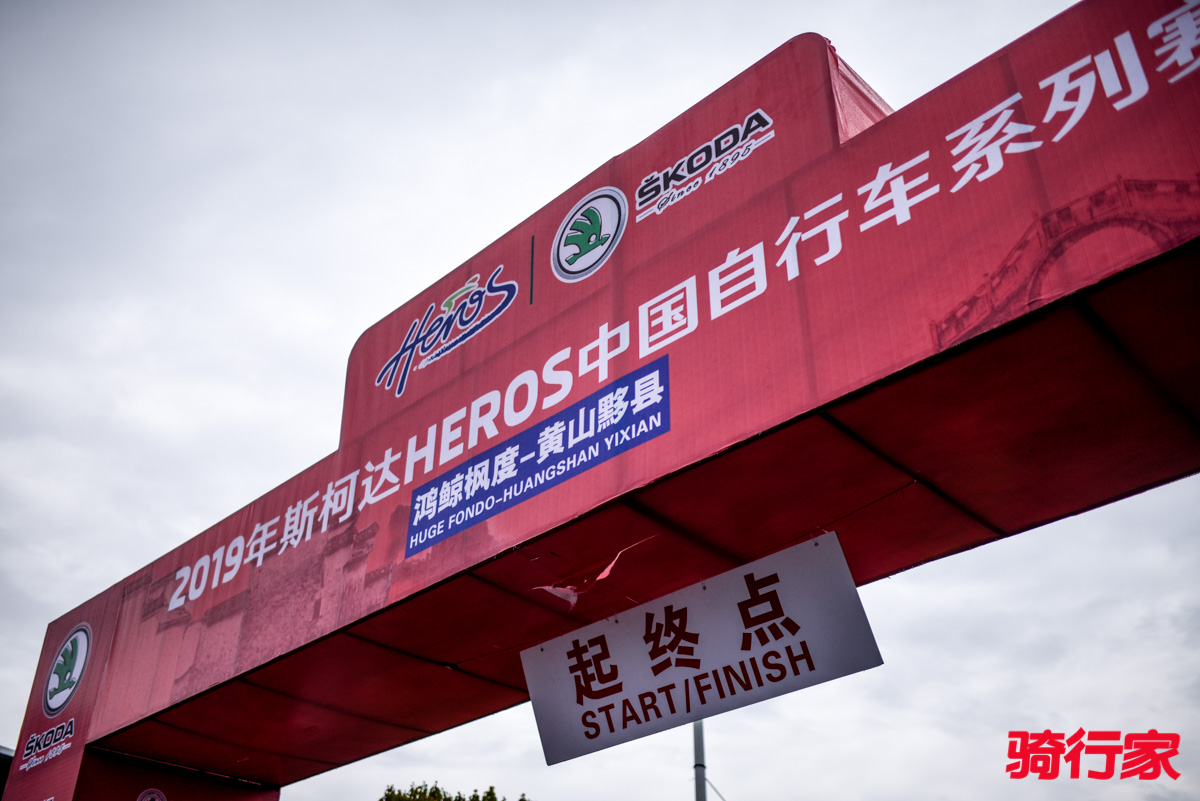 Heros
ŠKODA
Since 1895
2019年斯柯达HEROS中国自行车系列赛
鸿鲸枫度-黄山黟县
HUGE FONDO-HUANGSHAN YIXIAN
起终点
START/FINISH
ŠKODA
Since 1895
骑行家